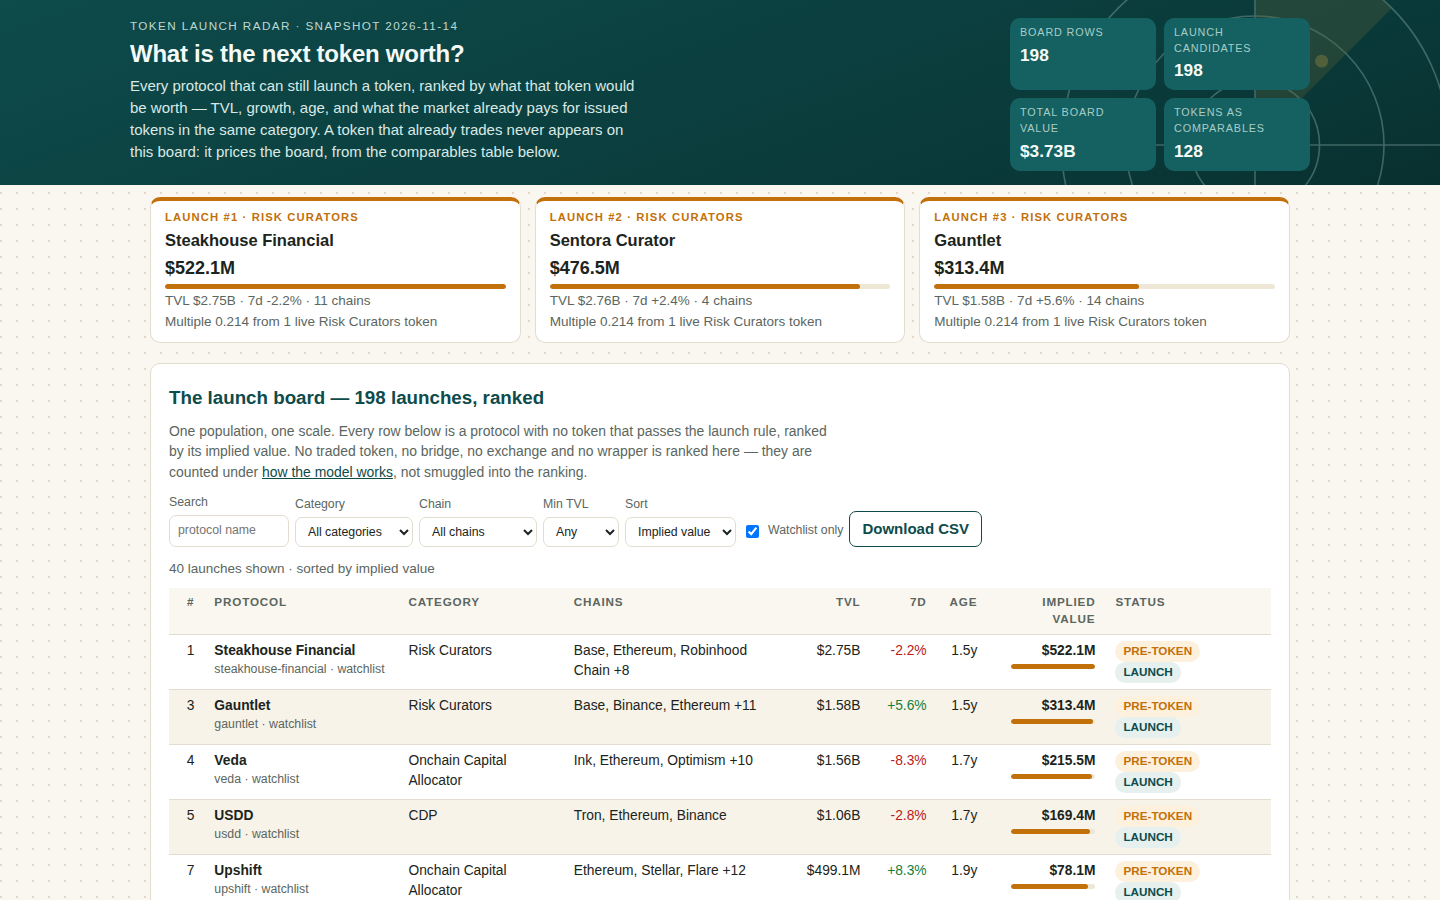 TOKEN LAUNCH RADAR · SNAPSHOT 2026-11-14
What is the next token worth?
Every protocol that can still launch a token, ranked by what that token would
be worth — TVL, growth, age, and what the market already pays for issued
tokens in the same category. A token that already trades never appears on
this board: it prices the board, from the comparables table below.
BOARD ROWS
198
LAUNCH
CANDIDATES
198
TOTAL BOARD
VALUE
$3.73B
TOKENS AS
COMPARABLES
128
LAUNCH #1 · RISK CURATORS
Steakhouse Financial
$522.1M
TVL $2.75B · 7d -2.2% · 11 chains
Multiple 0.214 from 1 live Risk Curators token
LAUNCH #2 · RISK CURATORS
Sentora Curator
$476.5M
TVL $2.76B · 7d +2.4% · 4 chains
Multiple 0.214 from 1 live Risk Curators token
LAUNCH #3 · RISK CURATORS
Gauntlet
$313.4M
TVL $1.58B · 7d +5.6% · 14 chains
Multiple 0.214 from 1 live Risk Curators token
The launch board — 198 launches, ranked
One population, one scale. Every row below is a protocol with no token that passes the launch rule, ranked
by its implied value. No traded token, no bridge, no exchange and no wrapper is ranked here — they are
counted under how the model works, not smuggled into the ranking.
Search Category Chain Min TVL Sort
protocol name All categories All chains Any Implied value Watchlist only Download CSV
40 launches shown · sorted by implied value
# PROTOCOL CATEGORY CHAINS TVL 7D AGE IMPLIED VALUE STATUS
1 Steakhouse Financial Risk Curators Base, Ethereum, Robinhood $2.75B -2.2% 1.5y $522.1M PRE-TOKEN
steakhouse-financial · watchlist Chain +8 LAUNCH
3 Gauntlet Risk Curators Base, Binance, Ethereum +11 $1.58B +5.6% 1.5y $313.4M PRE-TOKEN
gauntlet · watchlist LAUNCH
4 Veda Onchain Capital Ink, Ethereum, Optimism +10 $1.56B -8.3% 1.7y $215.5M PRE-TOKEN
veda · watchlist Allocator LAUNCH
5 USDD CDP Tron, Ethereum, Binance $1.06B -2.8% 1.7y $169.4M PRE-TOKEN
usdd · watchlist LAUNCH
7 Upshift Onchain Capital Ethereum, Stellar, Flare +12 $499.1M +8.3% 1.9y $78.1M PRE-TOKEN
upshift · watchlist Allocator LAUNCH